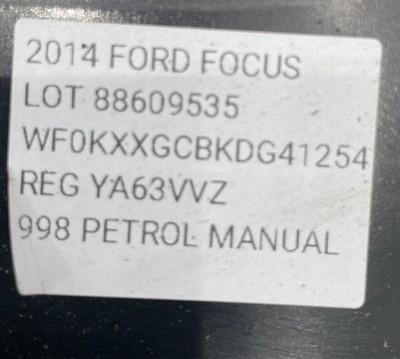 2014 FORD FOCUS
LOT 88609535
WF0KXXGCBKDG41254
REG YA63VVZ
998 PETROL MANUAL